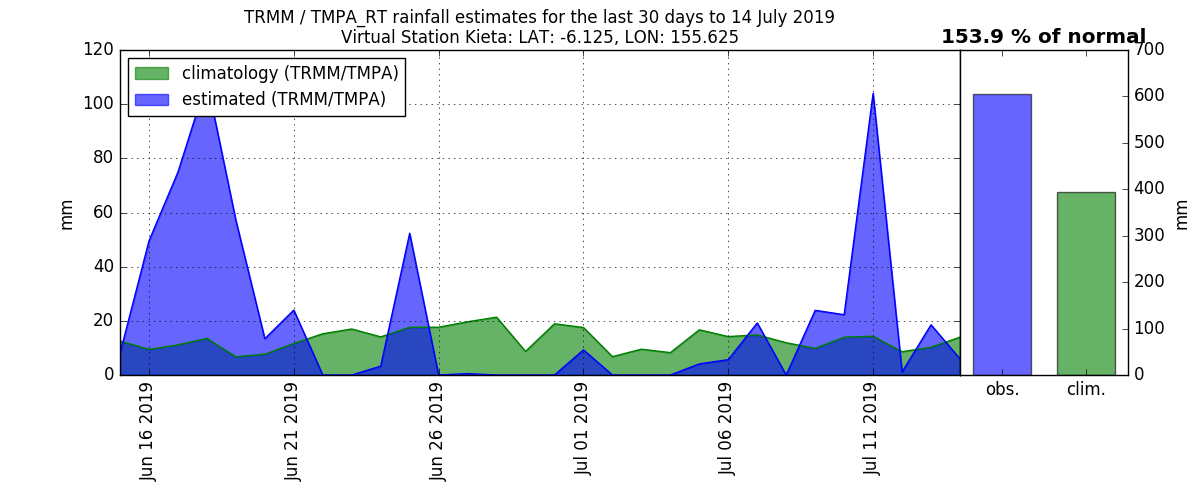 TRMM / TMPA_RT rainfall estimates for the last 30 days to 14 July 2019
Virtual Station Kieta: LAT: -6.125, LON: 155.625
153.9 % of normal
climatology (TRMM/TMPA)
estimated (TRMM/TMPA)
120
100
80
60
40
20
0
mm
Jun 16 2019
Jun 21 2019
Jun 26 2019
Jul 01 2019
Jul 06 2019
Jul 11 2019
700
600
500
400
300
200
100
0
mm
obs.
clim.